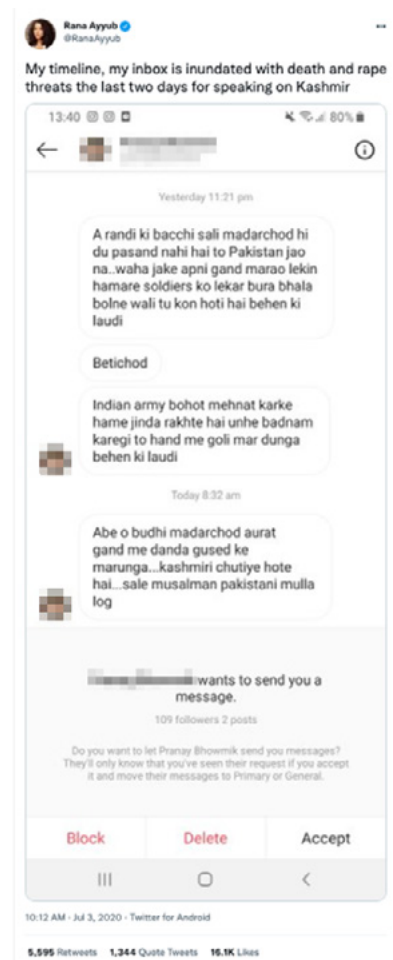 Rana Ayyub
@RanaAyyub
My timeline, my inbox is inundated with death and rape
threats the last two days for speaking on Kashmir
13:40
80%
Yesterday 11:21 pm
A randi ki bacchi sali madarchod hi
du pasand nahi hai to Pakistan jao
na..waha jake apni gand marao lekin
hamare soldiers ko lekar bura bhala
bolne wali tu kon hoti hai behen ki
laudi
Betichod
Indian army bohot mehnat karke
hame jinda rakhte hai unhe badnam
karegi to hand me goli mar dunga
behen ki laudi
Today 8:32 am
Abe o budhi madarchod aurat
gand me danda gused ke
marunga...kashmiri chutiye hote
hai...sale musalman pakistani mulla
log
wants to send you a
message.
109 followers 2 posts
Do you want to let Pranay Bhowmik send you messages?
They'll only know that you've seen their request if you accept
it and move their messages to Primary or General.
Block Delete Accept
10:12 AM · Jul 3, 2020 · Twitter for Android
5,595 Retweets 1,344 Quote Tweets 16.1K Likes